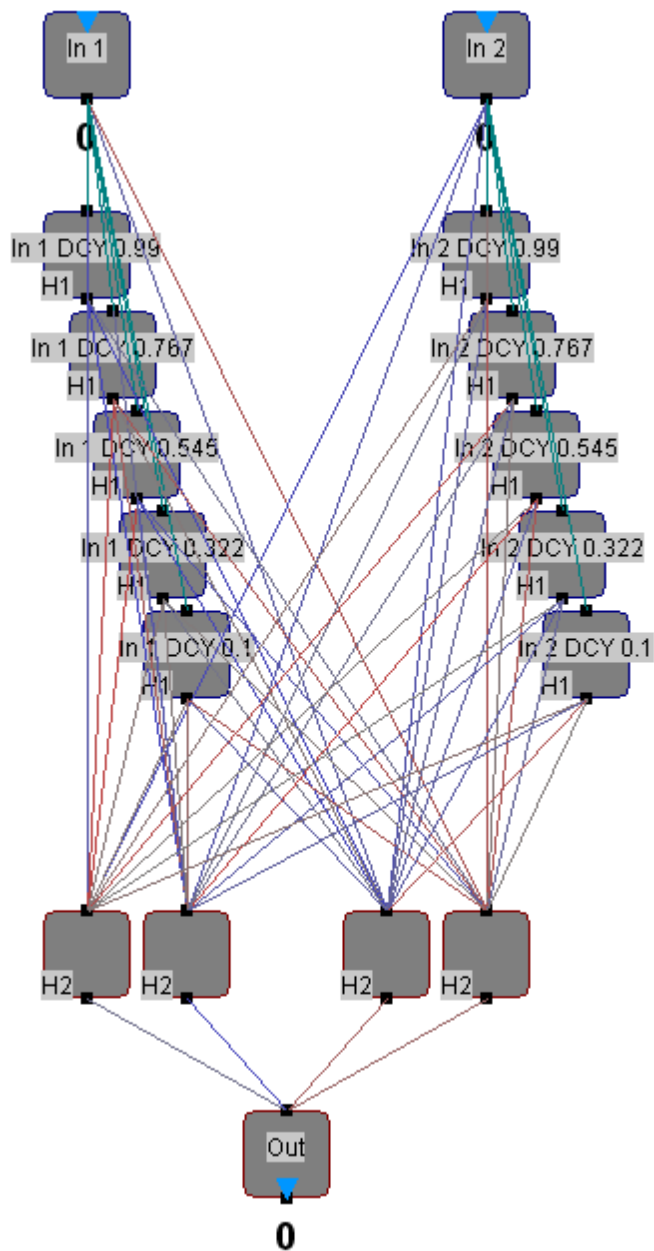 In 1
In 2
0
0
In 1 DCY 0.99
H1
In 2 DCY 0.99
H1
In 1 DCY 0.767
H1
In 2 DCY 0.767
H1
In 1 DCY 0.545
H1
In 2 DCY 0.545
H1
In 1 DCY 0.322
H1
In 2 DCY 0.322
H1
In 1 DCY 0.1
H1
In 2 DCY 0.1
H1
H2
H2
H2
H2
Out
0